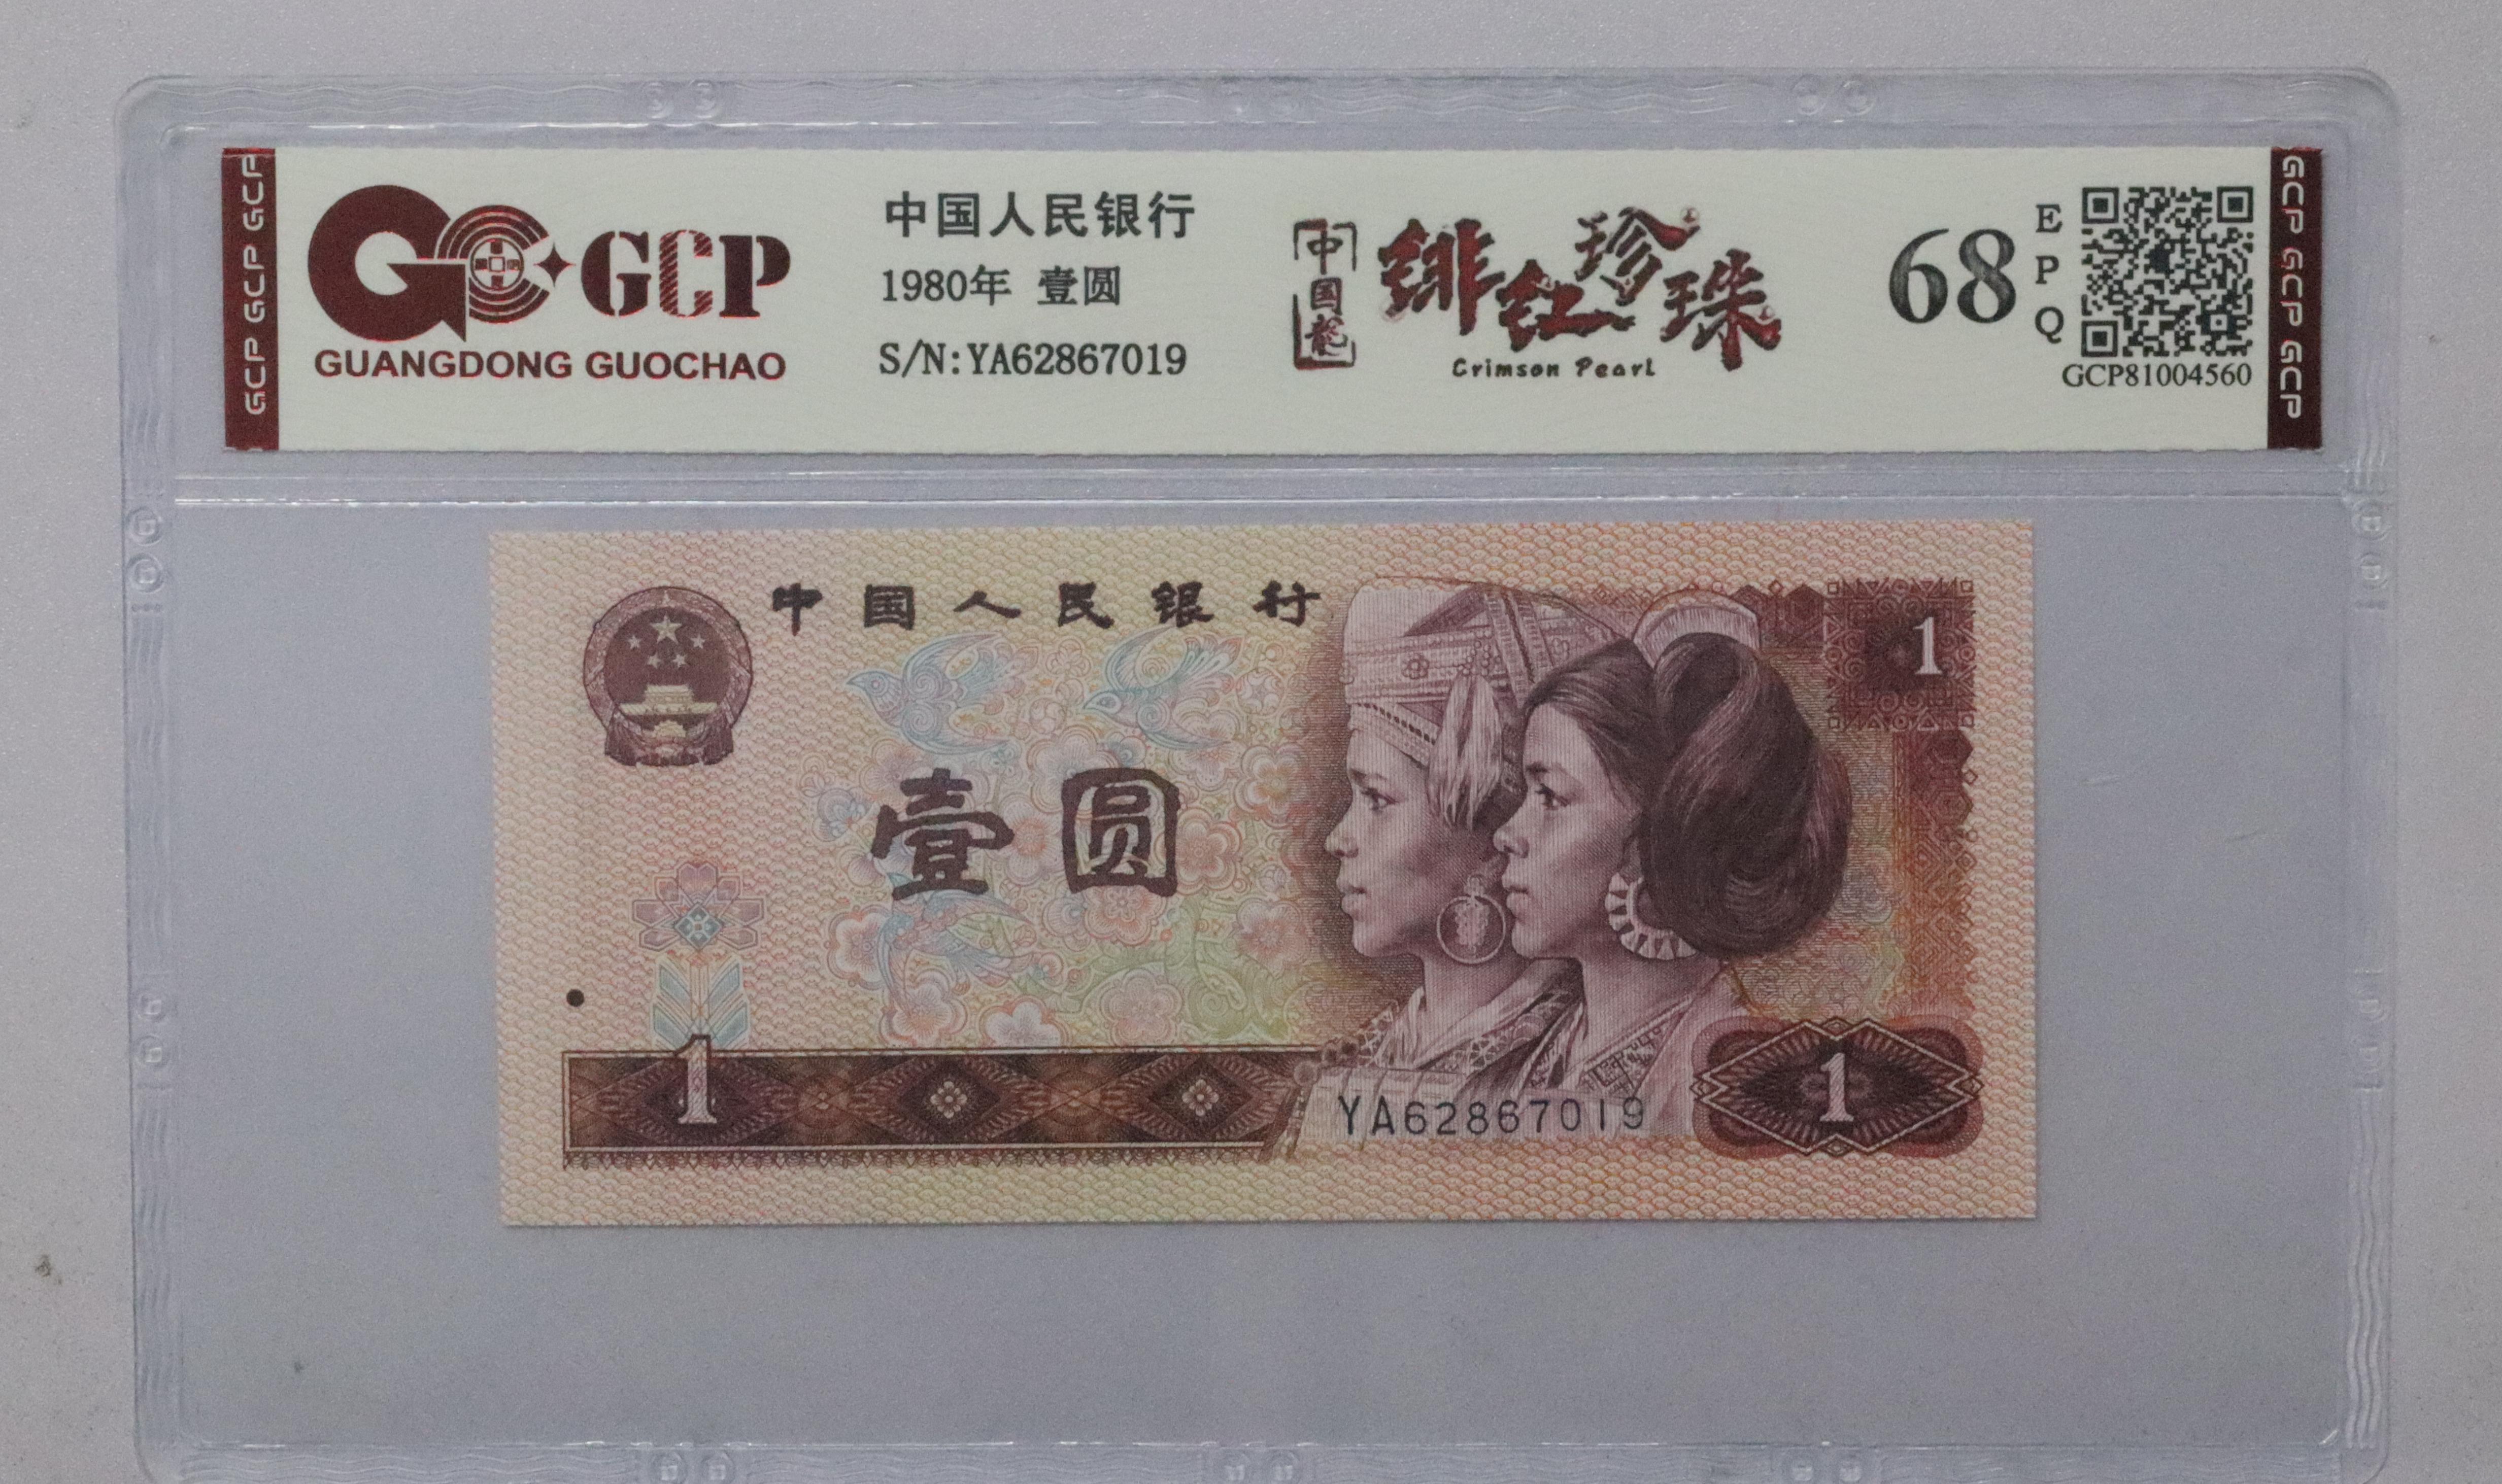 GCP GCP GCP
GCP
GUANGDONG GUOCHAO
中国人民银行
1980年 壹圆
S/N:YA62867019
中国龍
绯红珍珠
Crimson Pearl
68
EPQ
GCP81004560
GCP GCP GCP
中国人民银行
1
壹圆
1
YA62867019
1